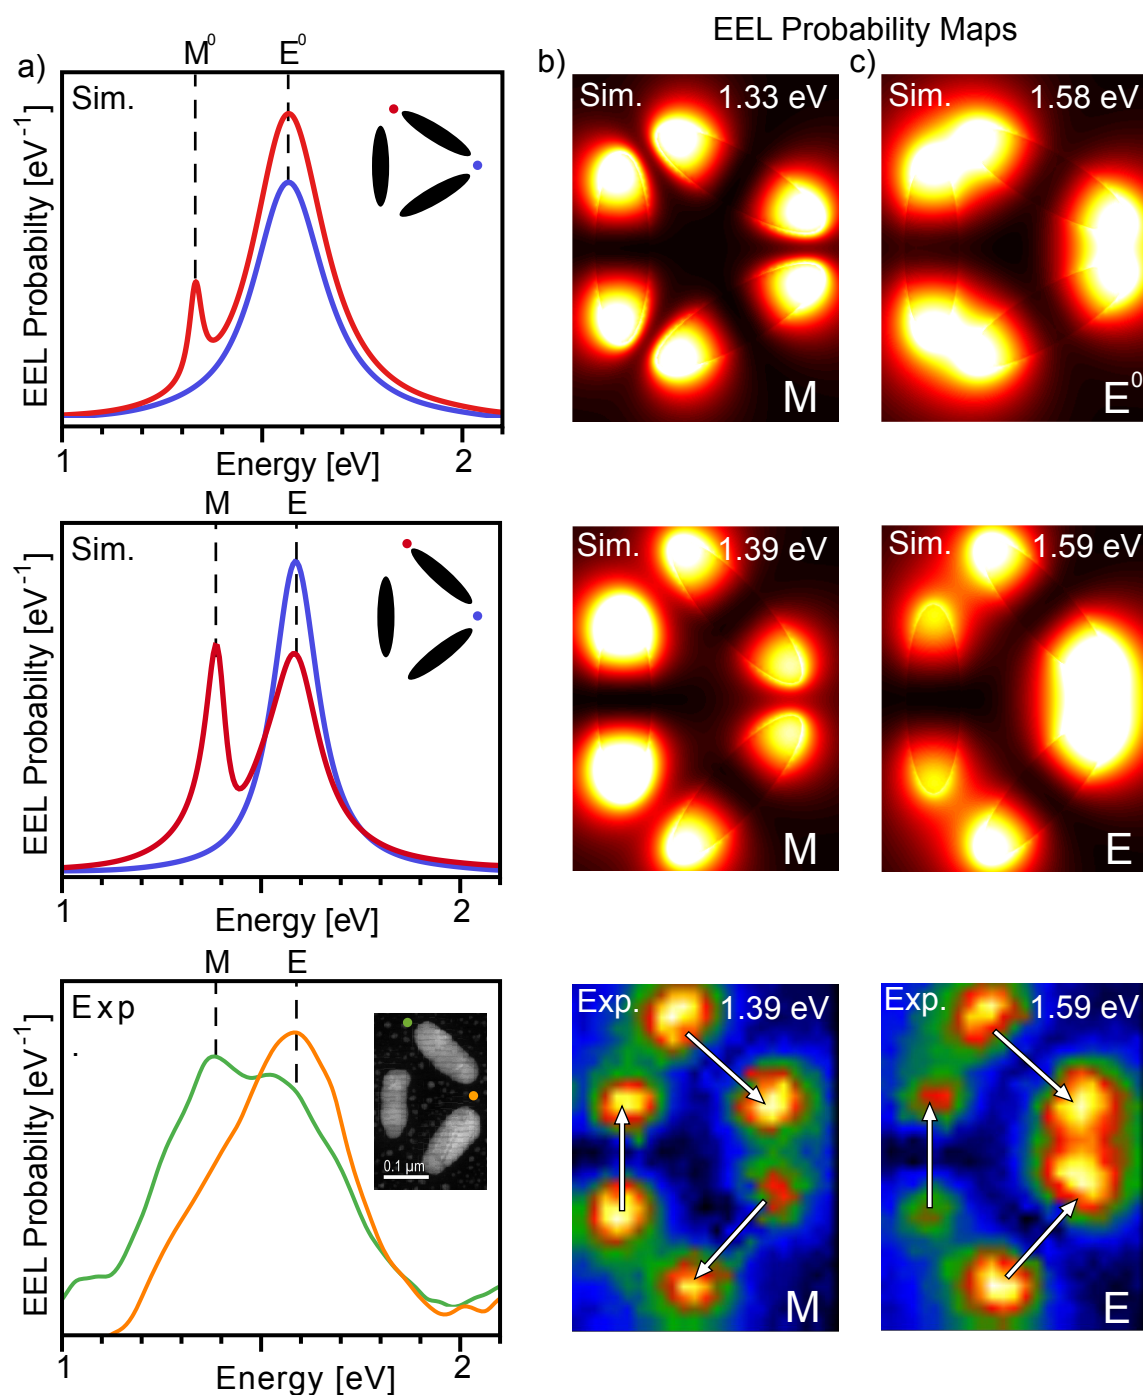 EEL Probability Maps
a)
M⁰
E⁰
b)
c)
Sim.
EEL Probabilty [eV⁻¹]
1
2
Energy [eV]
Sim.
1.33 eV
M
Sim.
1.58 eV
E⁰
M
E
Sim.
EEL Probabilty [eV⁻¹]
1
2
Energy [eV]
Sim.
1.39 eV
M
Sim.
1.59 eV
E
M
E
Exp
.
0.1 µm
EEL Probabilty [eV⁻¹]
1
2
Energy [eV]
Exp.
1.39 eV
M
Exp.
1.59 eV
E